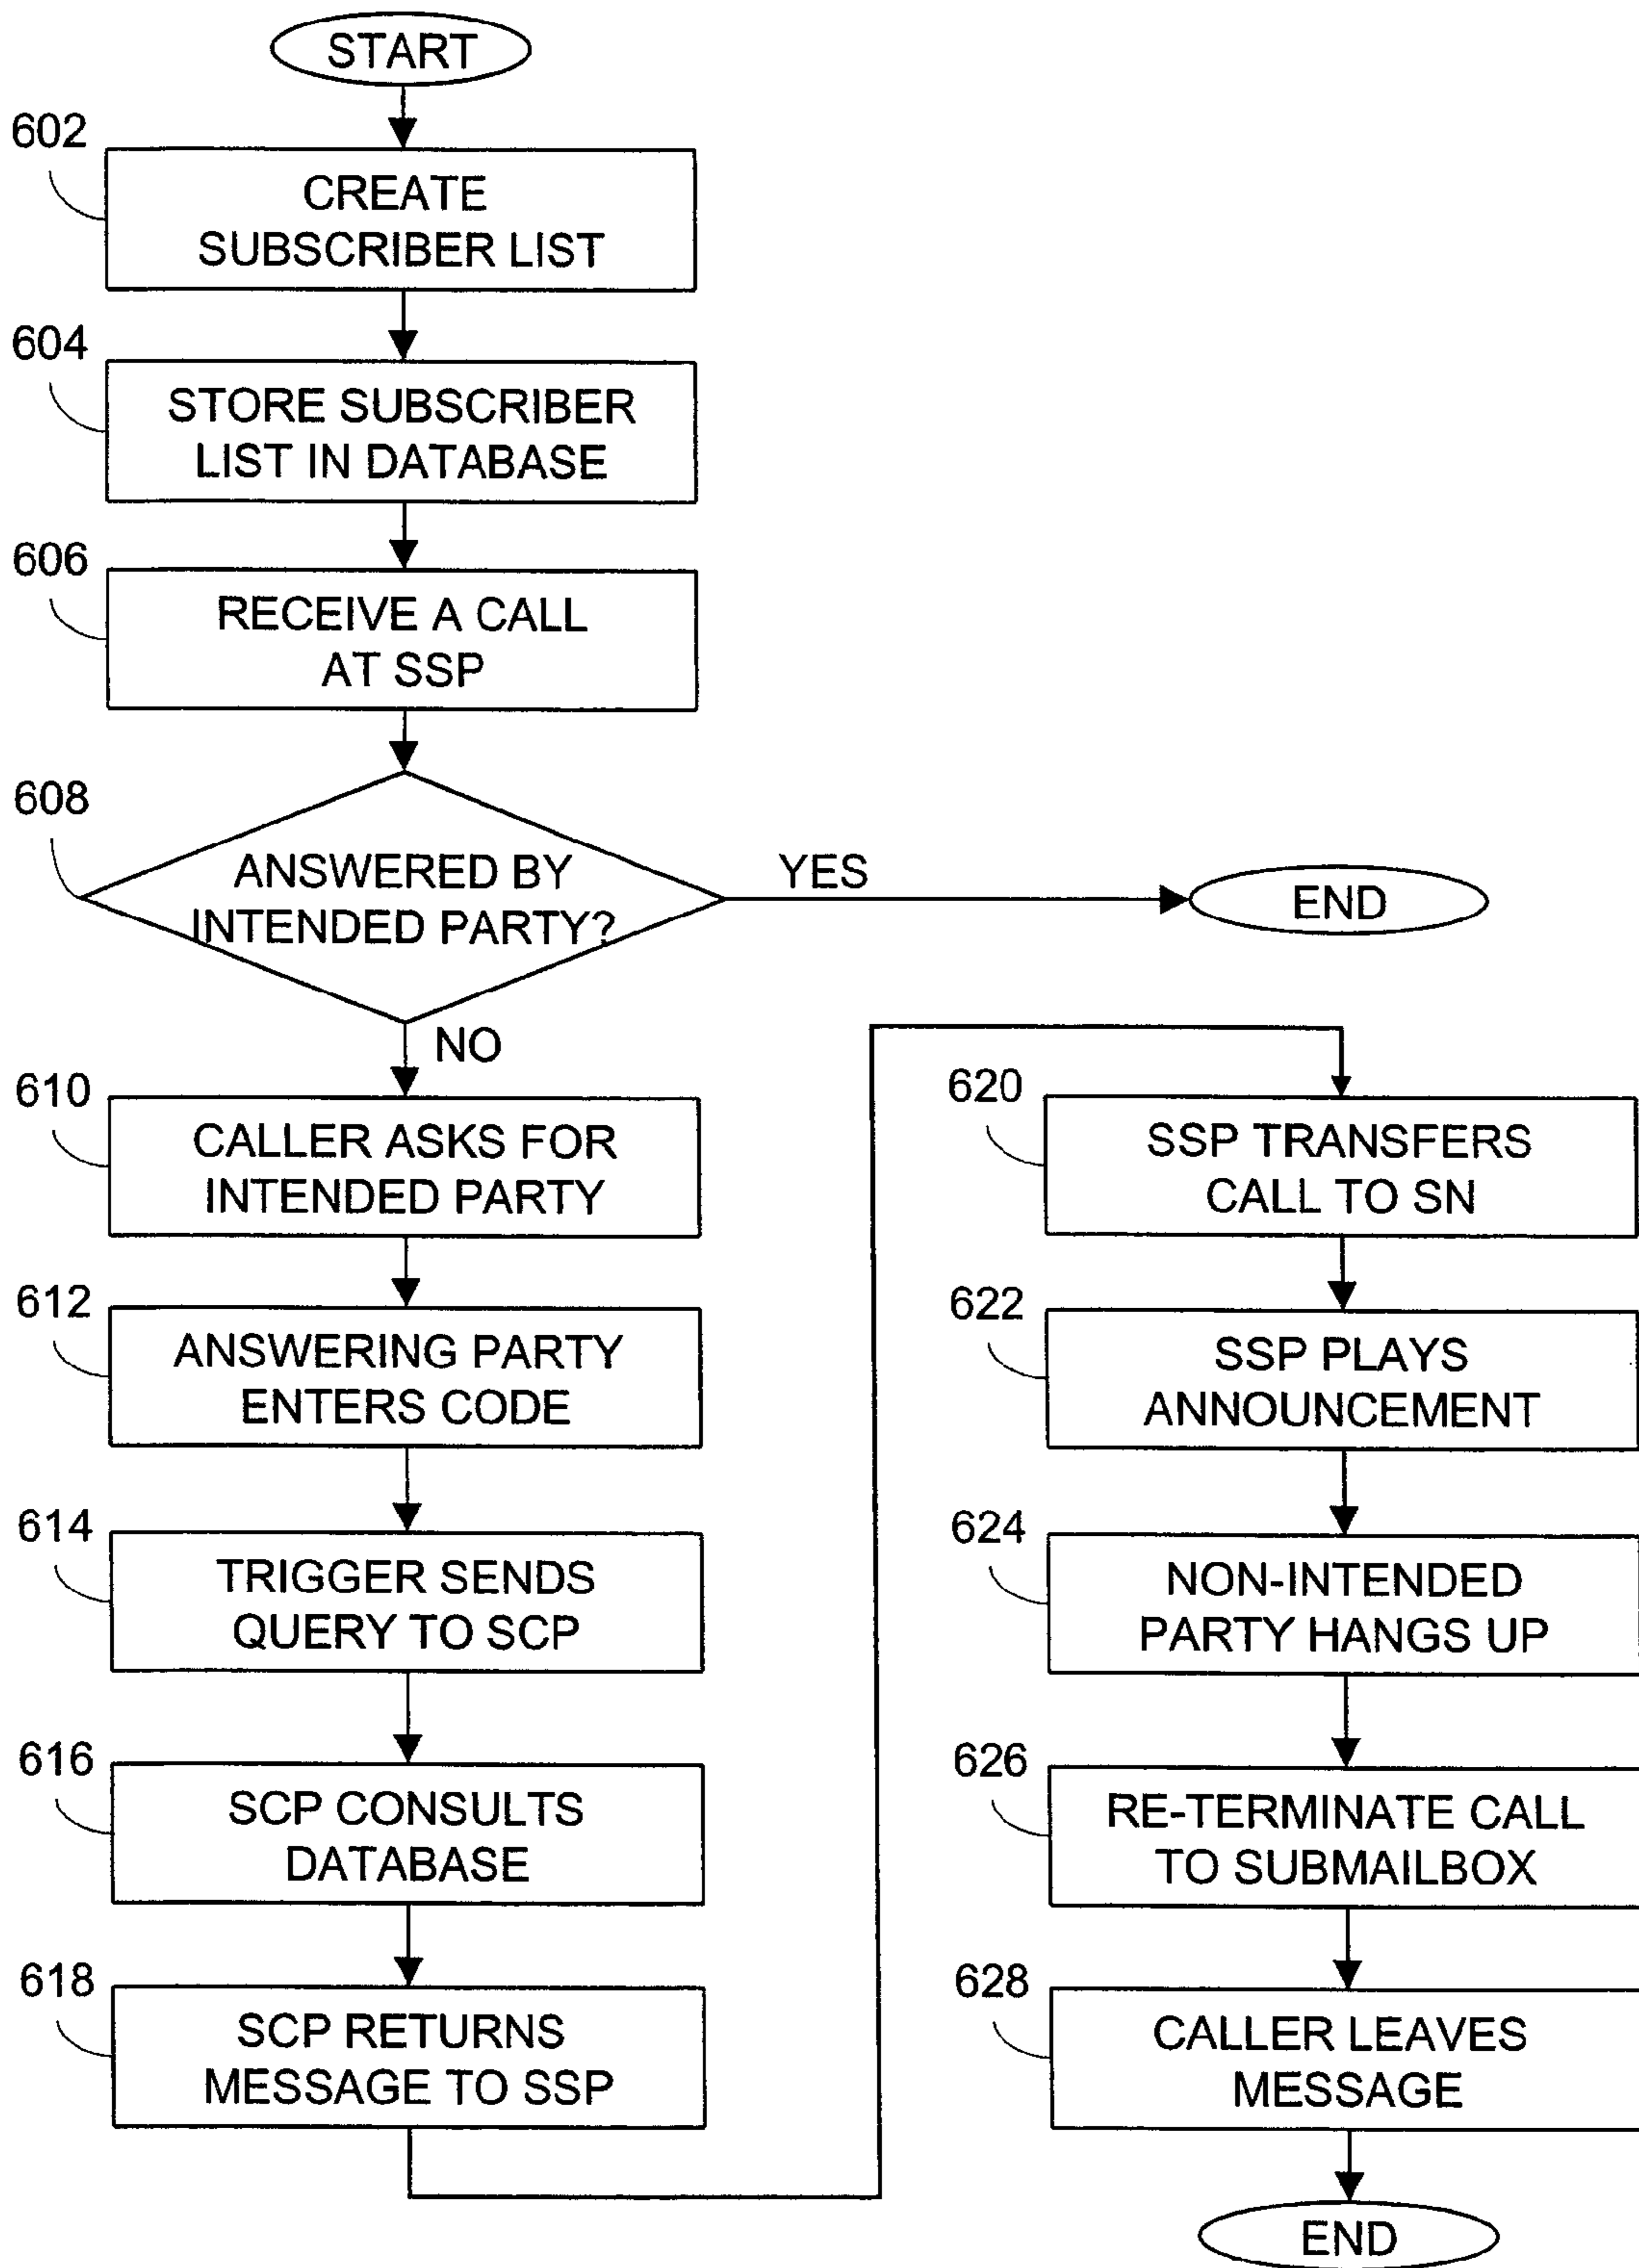 START
602
CREATE
SUBSCRIBER LIST
604
STORE SUBSCRIBER
LIST IN DATABASE
606
RECEIVE A CALL
AT SSP
608
ANSWERED BY
INTENDED PARTY?
YES
END
NO
610
CALLER ASKS FOR
INTENDED PARTY
612
ANSWERING PARTY
ENTERS CODE
614
TRIGGER SENDS
QUERY TO SCP
616
SCP CONSULTS
DATABASE
618
SCP RETURNS
MESSAGE TO SSP
620
SSP TRANSFERS
CALL TO SN
622
SSP PLAYS
ANNOUNCEMENT
624
NON-INTENDED
PARTY HANGS UP
626
RE-TERMINATE CALL
TO SUBMAILBOX
628
CALLER LEAVES
MESSAGE
END